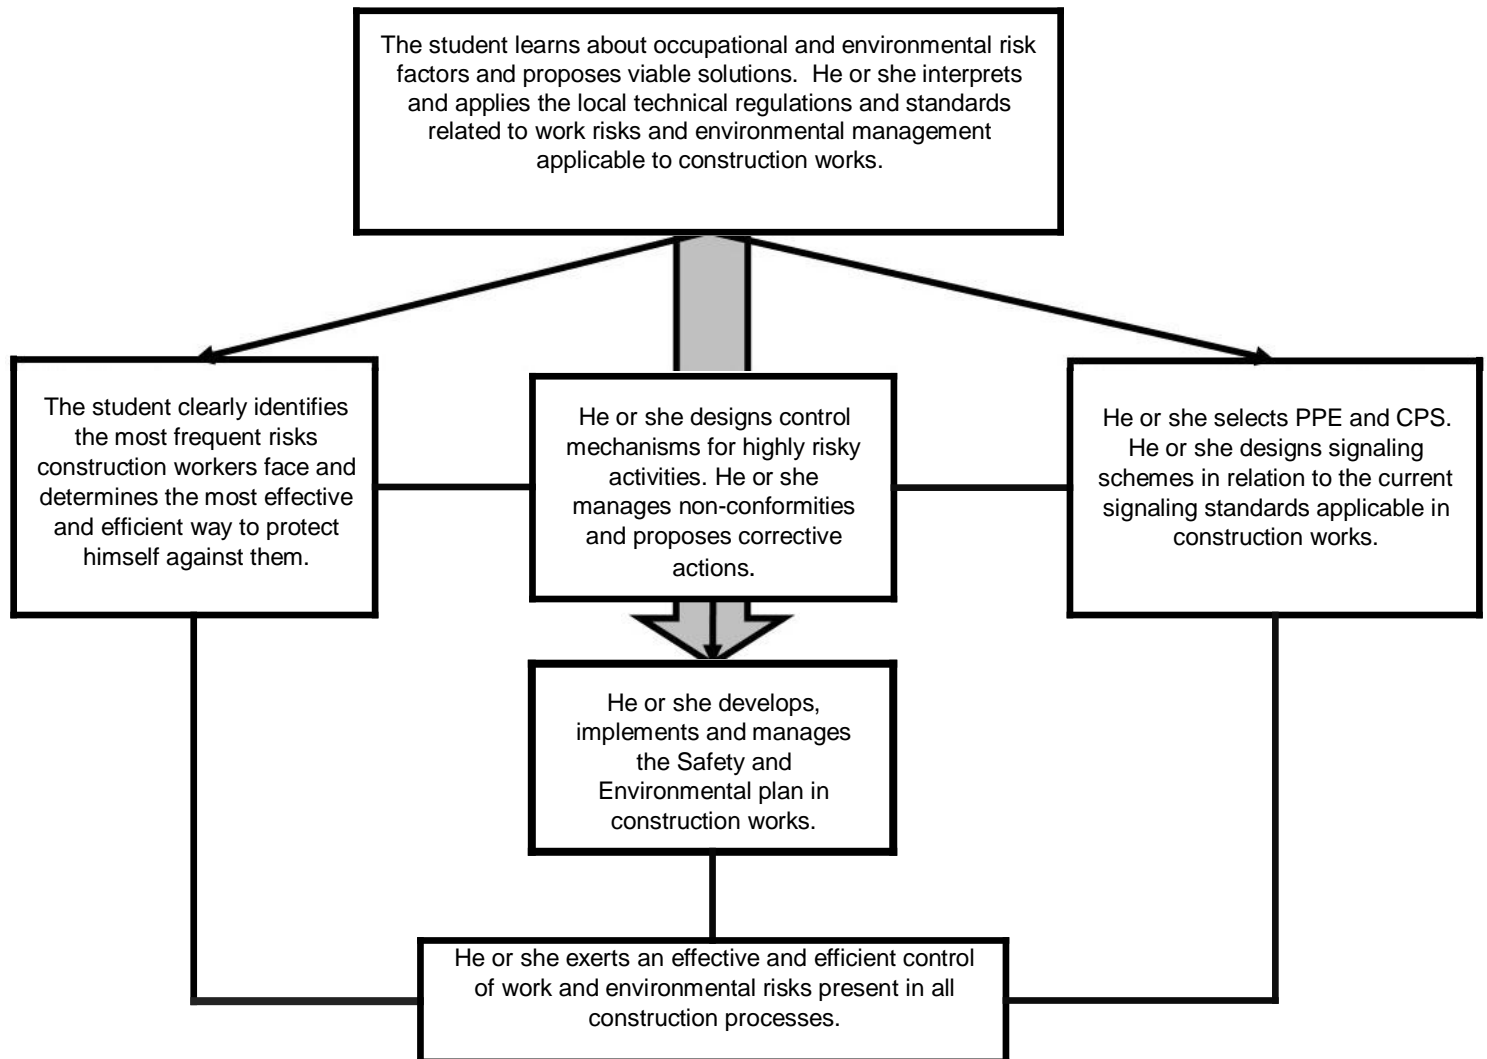 The student learns about occupational and environmental risk
factors and proposes viable solutions.  He or she interprets
and applies the local technical regulations and standards
related to work risks and environmental management
applicable to construction works.
The student clearly identifies
the most frequent risks
construction workers face and
determines the most effective
and efficient way to protect
himself against them.
He or she designs control
mechanisms for highly risky
activities. He or she
manages non-conformities
and proposes corrective
actions.
He or she selects PPE and CPS.
He or she designs signaling
schemes in relation to the current
signaling standards applicable in
construction works.
He or she develops,
implements and manages
the Safety and
Environmental plan in
construction works.
He or she exerts an effective and efficient control
of work and environmental risks present in all
construction processes.